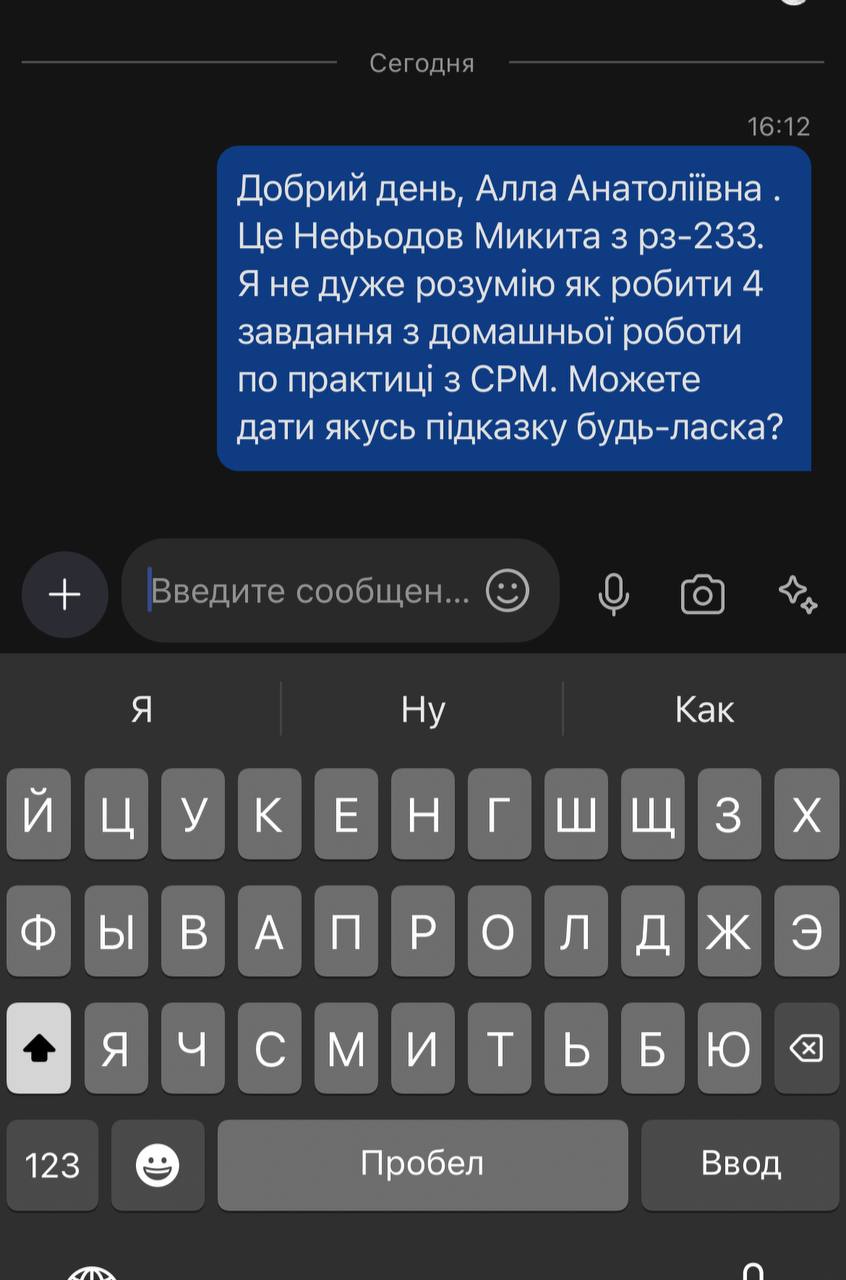 Сегодня
16:12
Добрий день, Алла Анатоліївна .
Це Нефьодов Микита з рз-233.
Я не дуже розумію як робити 4
завдання з домашньої роботи
по практиці з СРМ. Можете
дати якусь підказку будь-ласка?
Введите сообщен...
Я Ну Как
Й Ц У К Е Н Г Ш Щ З Х
Ф Ы В А П Р О Л Д Ж Э
Я Ч С М И Т Ь Б Ю
123 Пробел Ввод